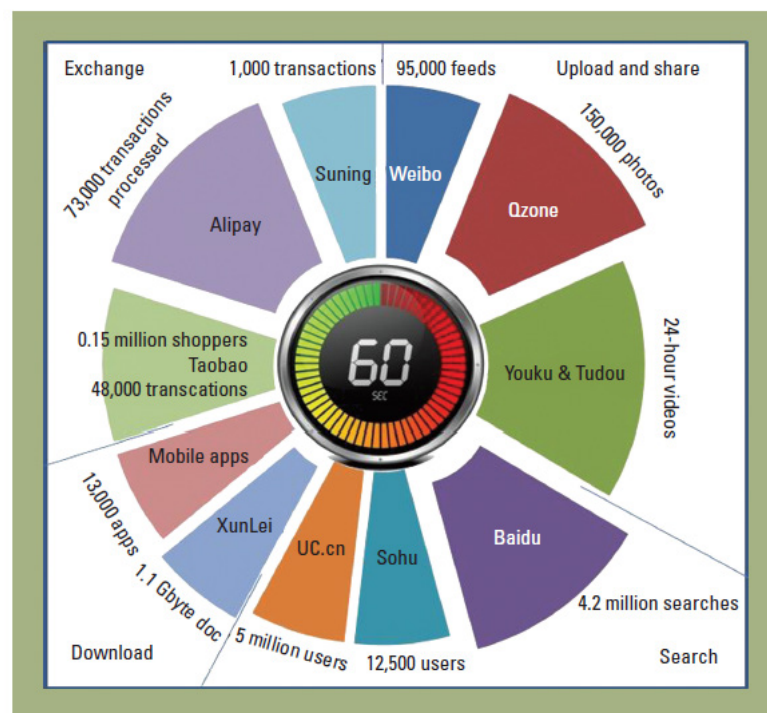 Exchange
1,000 transactions
95,000 feeds
Upload and share
73,000 transactions
processed
150,000 photos
Suning
Weibo
Alipay
Qzone
0.15 million shoppers
Taobao
48,000 transcations
60
SEC
Youku & Tudou
24-hour videos
Mobile apps
13,000 apps
XunLei
1.1 Gbyte doc
UC.cn
Sohu
Baidu
5 million users
12,500 users
4.2 million searches
Download
Search